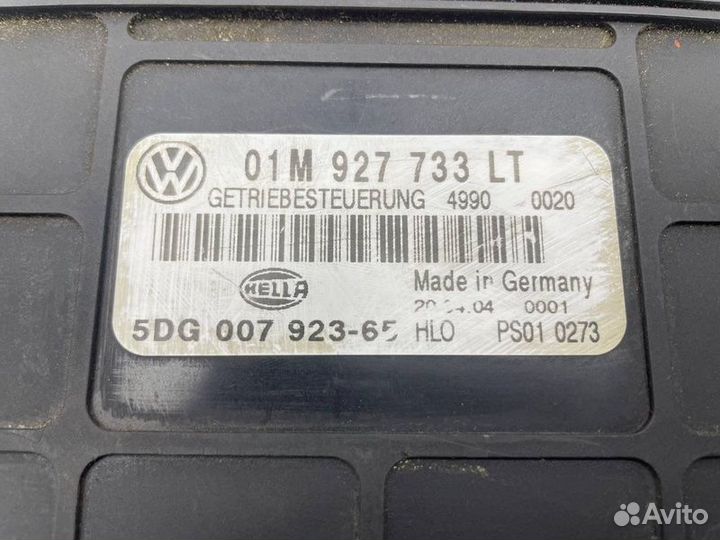 01M 927 733 LT
GETRIEBESTEUERUNG 4990 0020
HELLA
Made in Germany
0001
5DG 007 923-65 HLO PS01 0273
Avito